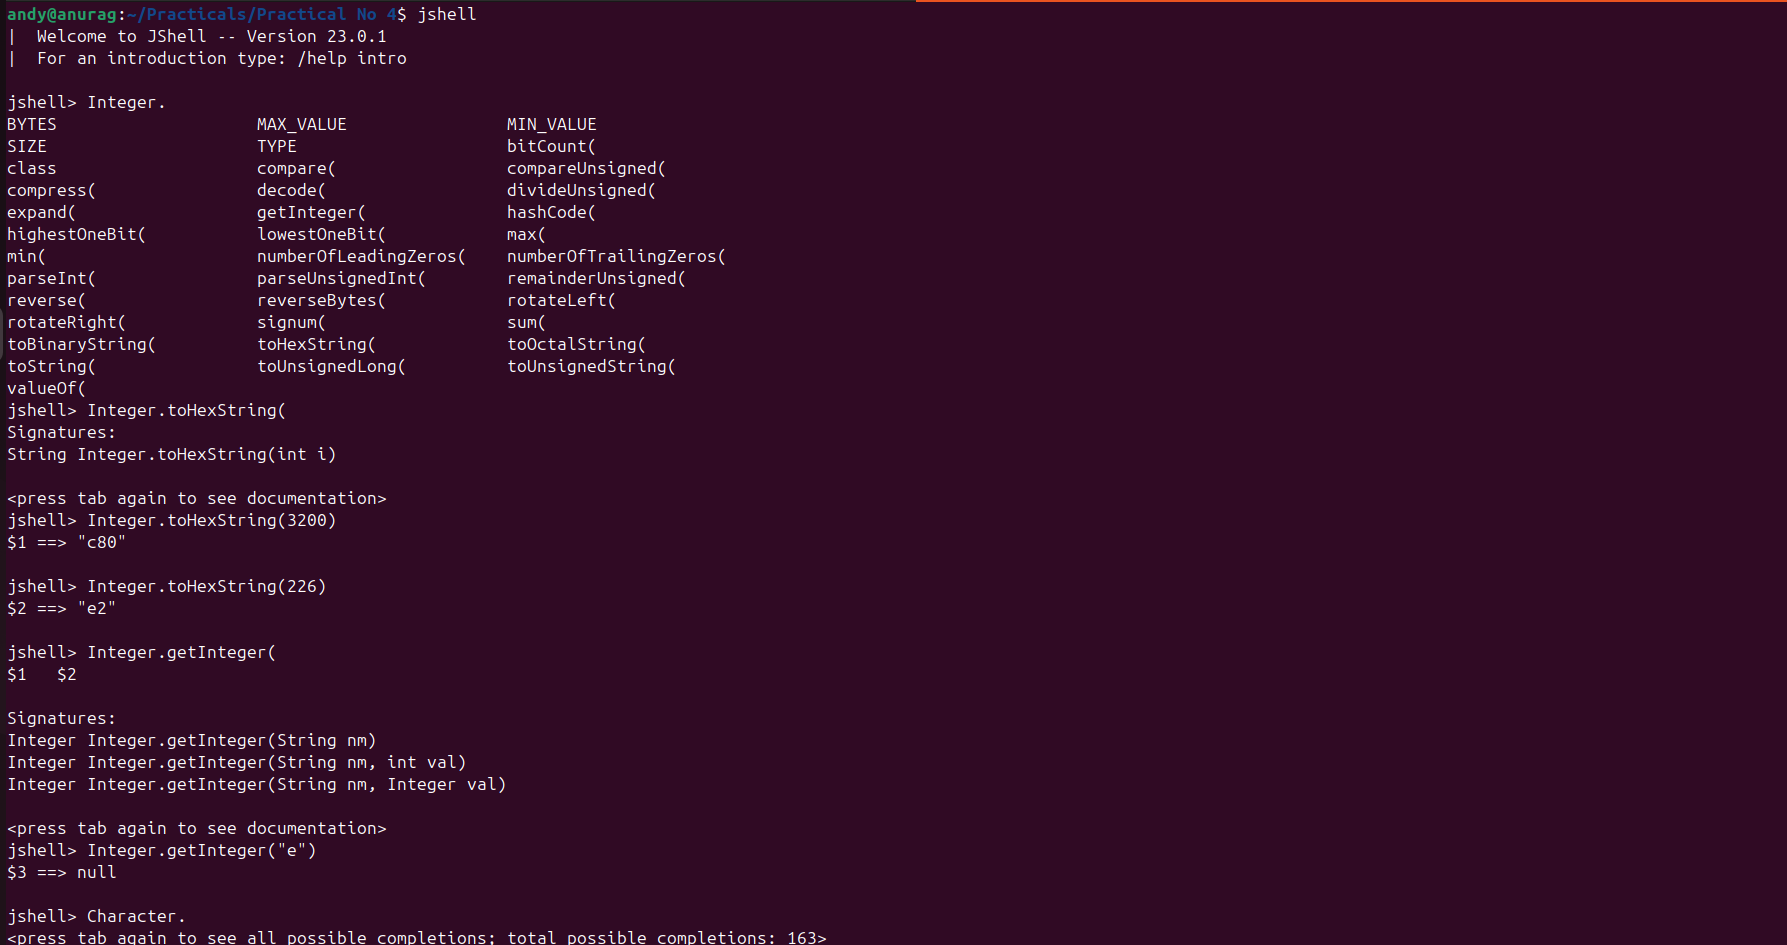 andy@anurag:~/Practicals/Practical No 4$ jshell
|  Welcome to JShell -- Version 23.0.1
|  For an introduction type: /help intro
jshell> Integer.
BYTES                    MAX_VALUE                MIN_VALUE
SIZE                     TYPE                     bitCount(
class                    compare(                 compareUnsigned(
compress(                decode(                  divideUnsigned(
expand(                  getInteger(              hashCode(
highestOneBit(           lowestOneBit(            max(
min(                     numberOfLeadingZeros(    numberOfTrailingZeros(
parseInt(                parseUnsignedInt(        remainderUnsigned(
reverse(                 reverseBytes(            rotateLeft(
rotateRight(             signum(                  sum(
toBinaryString(          toHexString(             toOctalString(
toString(                toUnsignedLong(          toUnsignedString(
valueOf(
jshell> Integer.toHexString(
Signatures:
String Integer.toHexString(int i)
<press tab again to see documentation>
jshell> Integer.toHexString(3200)
$1 ==> "c80"
jshell> Integer.toHexString(226)
$2 ==> "e2"
jshell> Integer.getInteger(
$1   $2
Signatures:
Integer Integer.getInteger(String nm)
Integer Integer.getInteger(String nm, int val)
Integer Integer.getInteger(String nm, Integer val)
<press tab again to see documentation>
jshell> Integer.getInteger("e")
$3 ==> null
jshell> Character.
<press tab again to see all possible completions; total possible completions: 163>